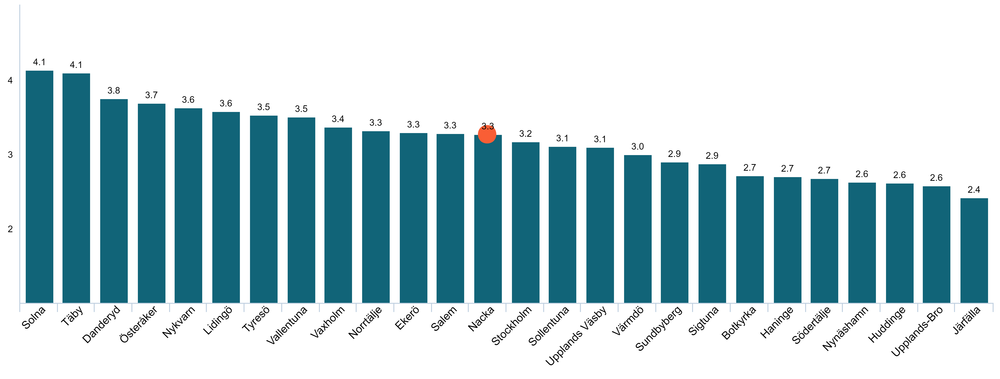 4.1
4.1
3.8
3.7
3.6
3.6
3.5
3.5
3.4
3.3
3.3
3.3
3.3
3.2
3.1
3.1
3.0
2.9
2.9
2.7
2.7
2.7
2.6
2.6
2.6
2.4
4
3
2
Solna
Täby
Danderyd
Österåker
Nykvarn
Lidingö
Tyresö
Vallentuna
Vaxholm
Norrtälje
Ekerö
Salem
Nacka
Stockholm
Sollentuna
Upplands Väsby
Värmdö
Sundbyberg
Sigtuna
Botkyrka
Haninge
Södertälje
Nynäshamn
Huddinge
Upplands-Bro
Järfälla